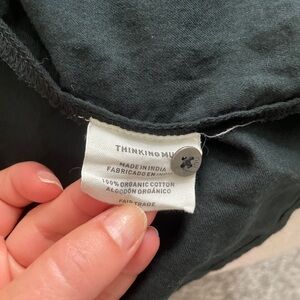 THINKING MU
MADE IN INDIA
FABRICADO EN
100% ORGANIC COTTON
ALGODÓN ORGÁNICO
FAIR TRADE